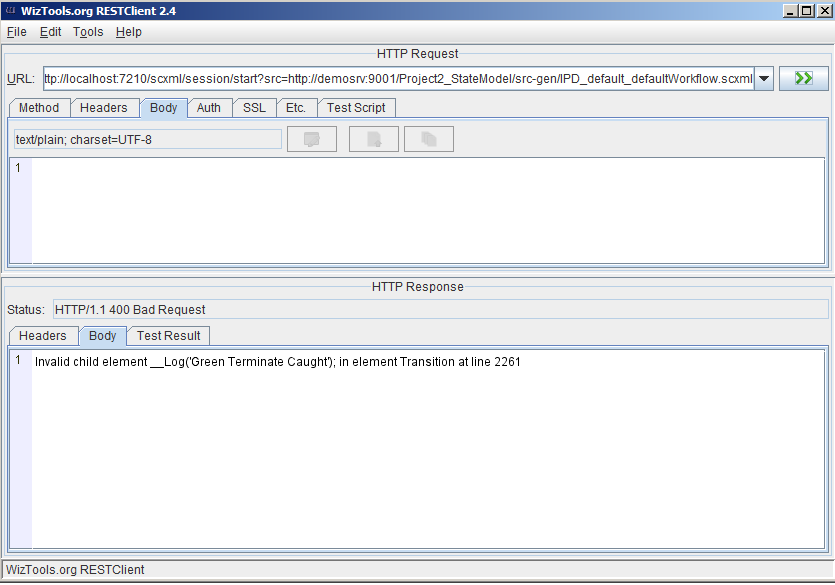 WizTools.org RESTClient 2.4
File Edit Tools Help
HTTP Request
URL: ttp://localhost:7210/scxml/session/start?src=http://demosrv:9001/Project2_StateModel/src-gen/IPD_default_defaultWorkflow.scxml
Method Headers Body Auth SSL Etc. Test Script
text/plain; charset=UTF-8
1
HTTP Response
Status: HTTP/1.1 400 Bad Request
Headers Body Test Result
1 Invalid child element __Log('Green Terminate Caught'); in element Transition at line 2261
WizTools.org RESTClient